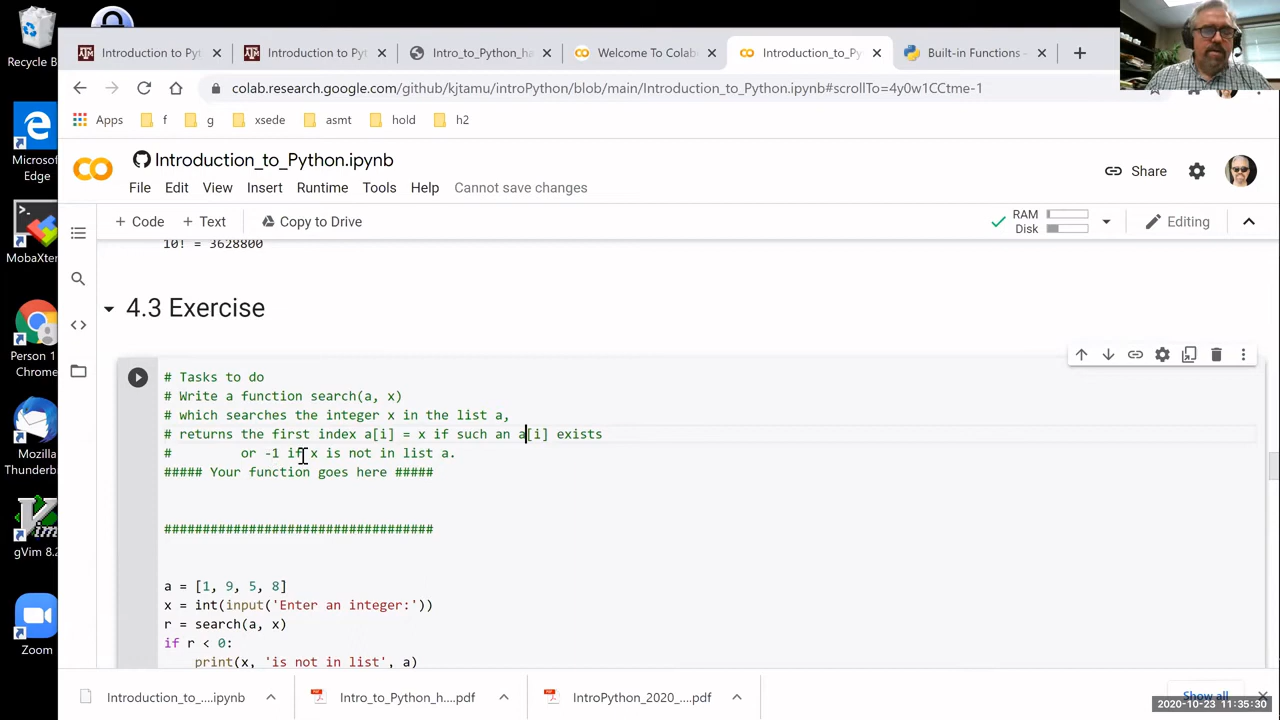 Recycle B
Introduction to Pyt
Introduction to Pyt
Intro_to_Python
Welcome To Colab
Introduction_to_Py
Built-in Functions
colab.research.google.com/github/kjtamu/IntroPython/blob/main/Introduction_to_Python.ipynb#scrollTo=4y0w1CCtme-1
Apps
f
g
xsede
asmt
hold
h2
Microsof
Edge
Introduction_to_Python.ipynb
File
Edit
View
Insert
Runtime
Tools
Help
Cannot save changes
Share
+ Code
+ Text
Copy to Drive
RAM
Disk
Editing
MobaXter
10! = 3628800
4.3 Exercise
Person 1
Chrome
# Tasks to do
# Write a function search(a, x)
# which searches the integer x in the list a,
# returns the first index a[i] = x if such an a[i] exists
# or -1 if x is not in list a.
##### Your function goes here #####
##################################
Mozilla
Thunderb
gVim 8.2
a = [1, 9, 5, 8]
x = int(input('Enter an integer:'))
r = search(a, x)
if r < 0:
print(x, 'is not in list', a)
Zoom
Introduction_to_....ipynb
Intro_to_Python_h....pdf
IntroPython_2020_....pdf
Show all
2020-10-23 11:35:30